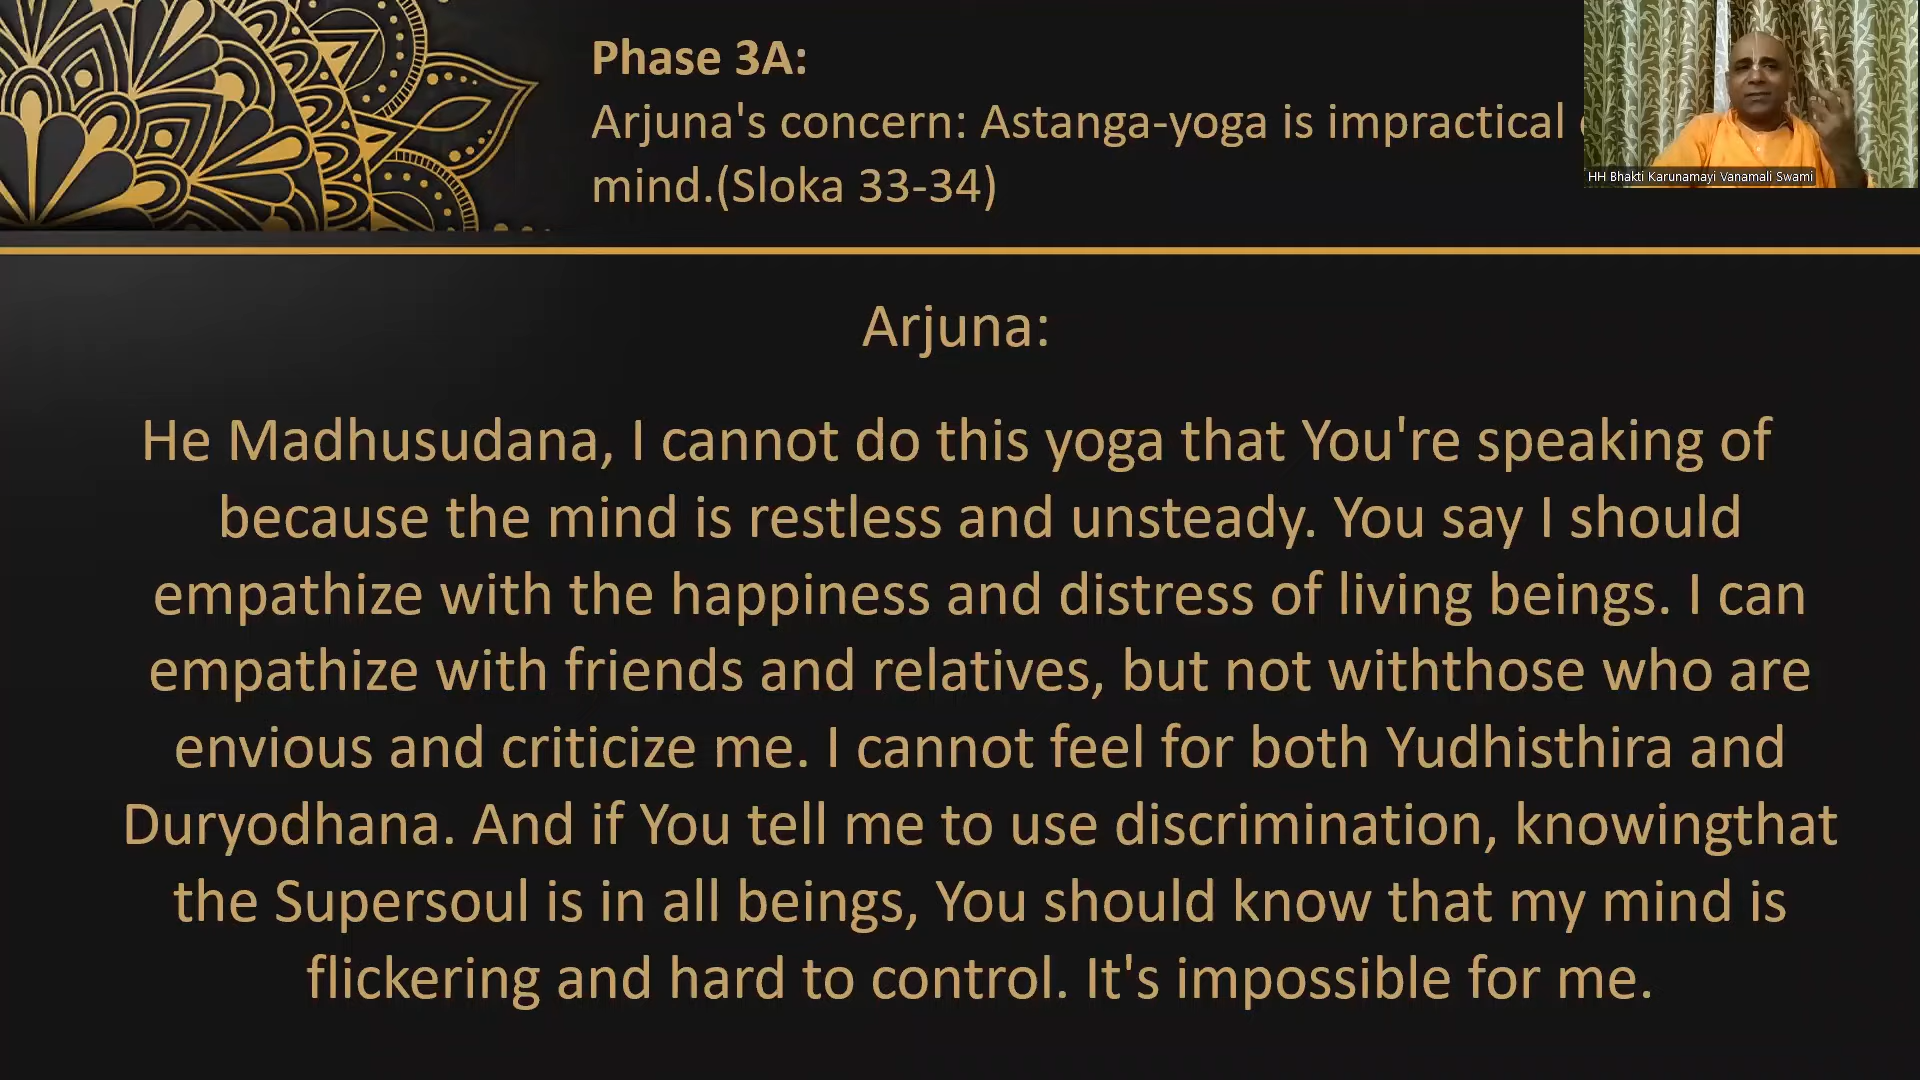 Phase 3A:
Arjuna's concern: Astanga-yoga is impractical
mind.(Sloka 33-34)
HH Bhakti Karunamayi Vanamali Swami
Arjuna:
He Madhusudana, I cannot do this yoga that You're speaking of
because the mind is restless and unsteady. You say I should
empathize with the happiness and distress of living beings. I can
empathize with friends and relatives, but not withthose who are
envious and criticize me. I cannot feel for both Yudhisthira and
Duryodhana. And if You tell me to use discrimination, knowingthat
the Supersoul is in all beings, You should know that my mind is
flickering and hard to control. It's impossible for me.